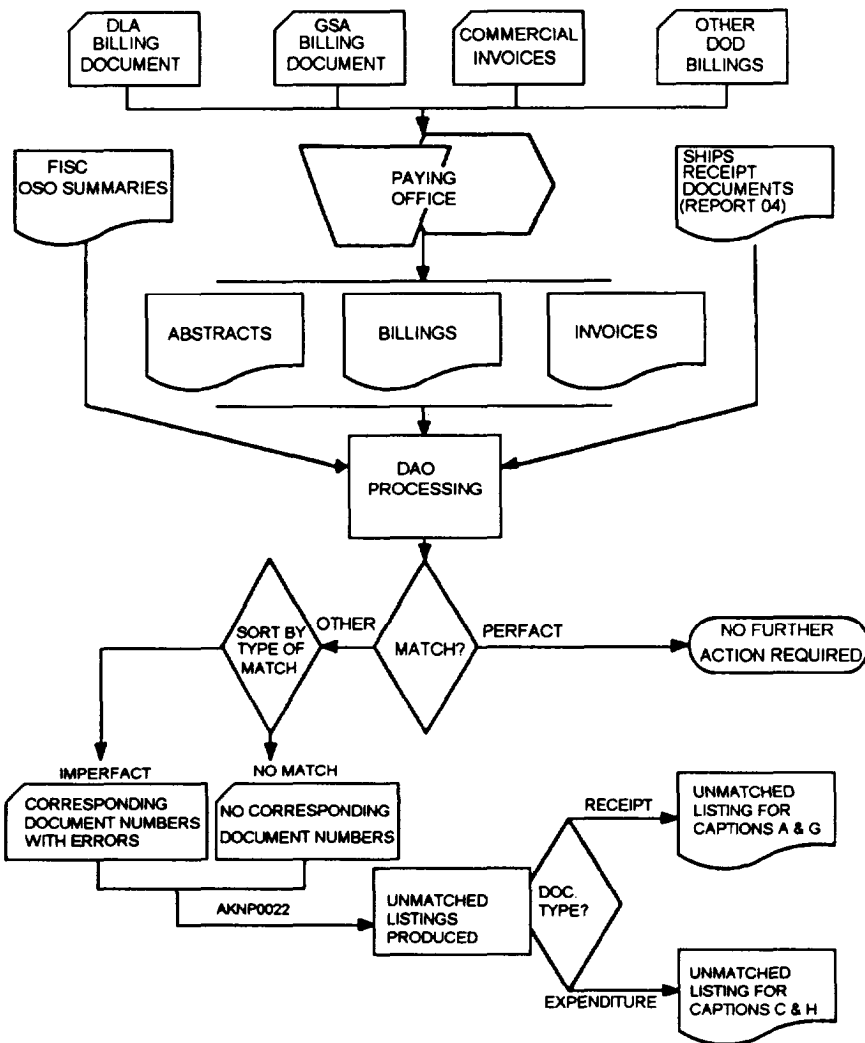 DLA
BILLING
DOCUMENT
GSA
BILLING
DOCUMENT
COMMERCIAL
INVOICES
OTHER
DOD
BILLINGS
FISC
OSO SUMMARIES
PAYING
OFFICE
SHIPS
RECEIPT
DOCUMENTS
(REPORT 04)
ABSTRACTS
BILLINGS
INVOICES
DAO
PROCESSING
SORT BY
TYPE OF
MATCH
OTHER
MATCH?
PERFACT
NO FURTHER
ACTION REQUIRED
IMPERFACT
NO MATCH
CORRESPONDING
DOCUMENT NUMBERS
WITH ERRORS
NO CORRESPONDING
DOCUMENT NUMBERS
AKNP0022
UNMATCHED
LISTINGS
PRODUCED
DOC.
TYPE?
RECEIPT
UNMATCHED
LISTING FOR
CAPTIONS A & G
EXPENDITURE
UNMATCHED
LISTING FOR
CAPTIONS C & H